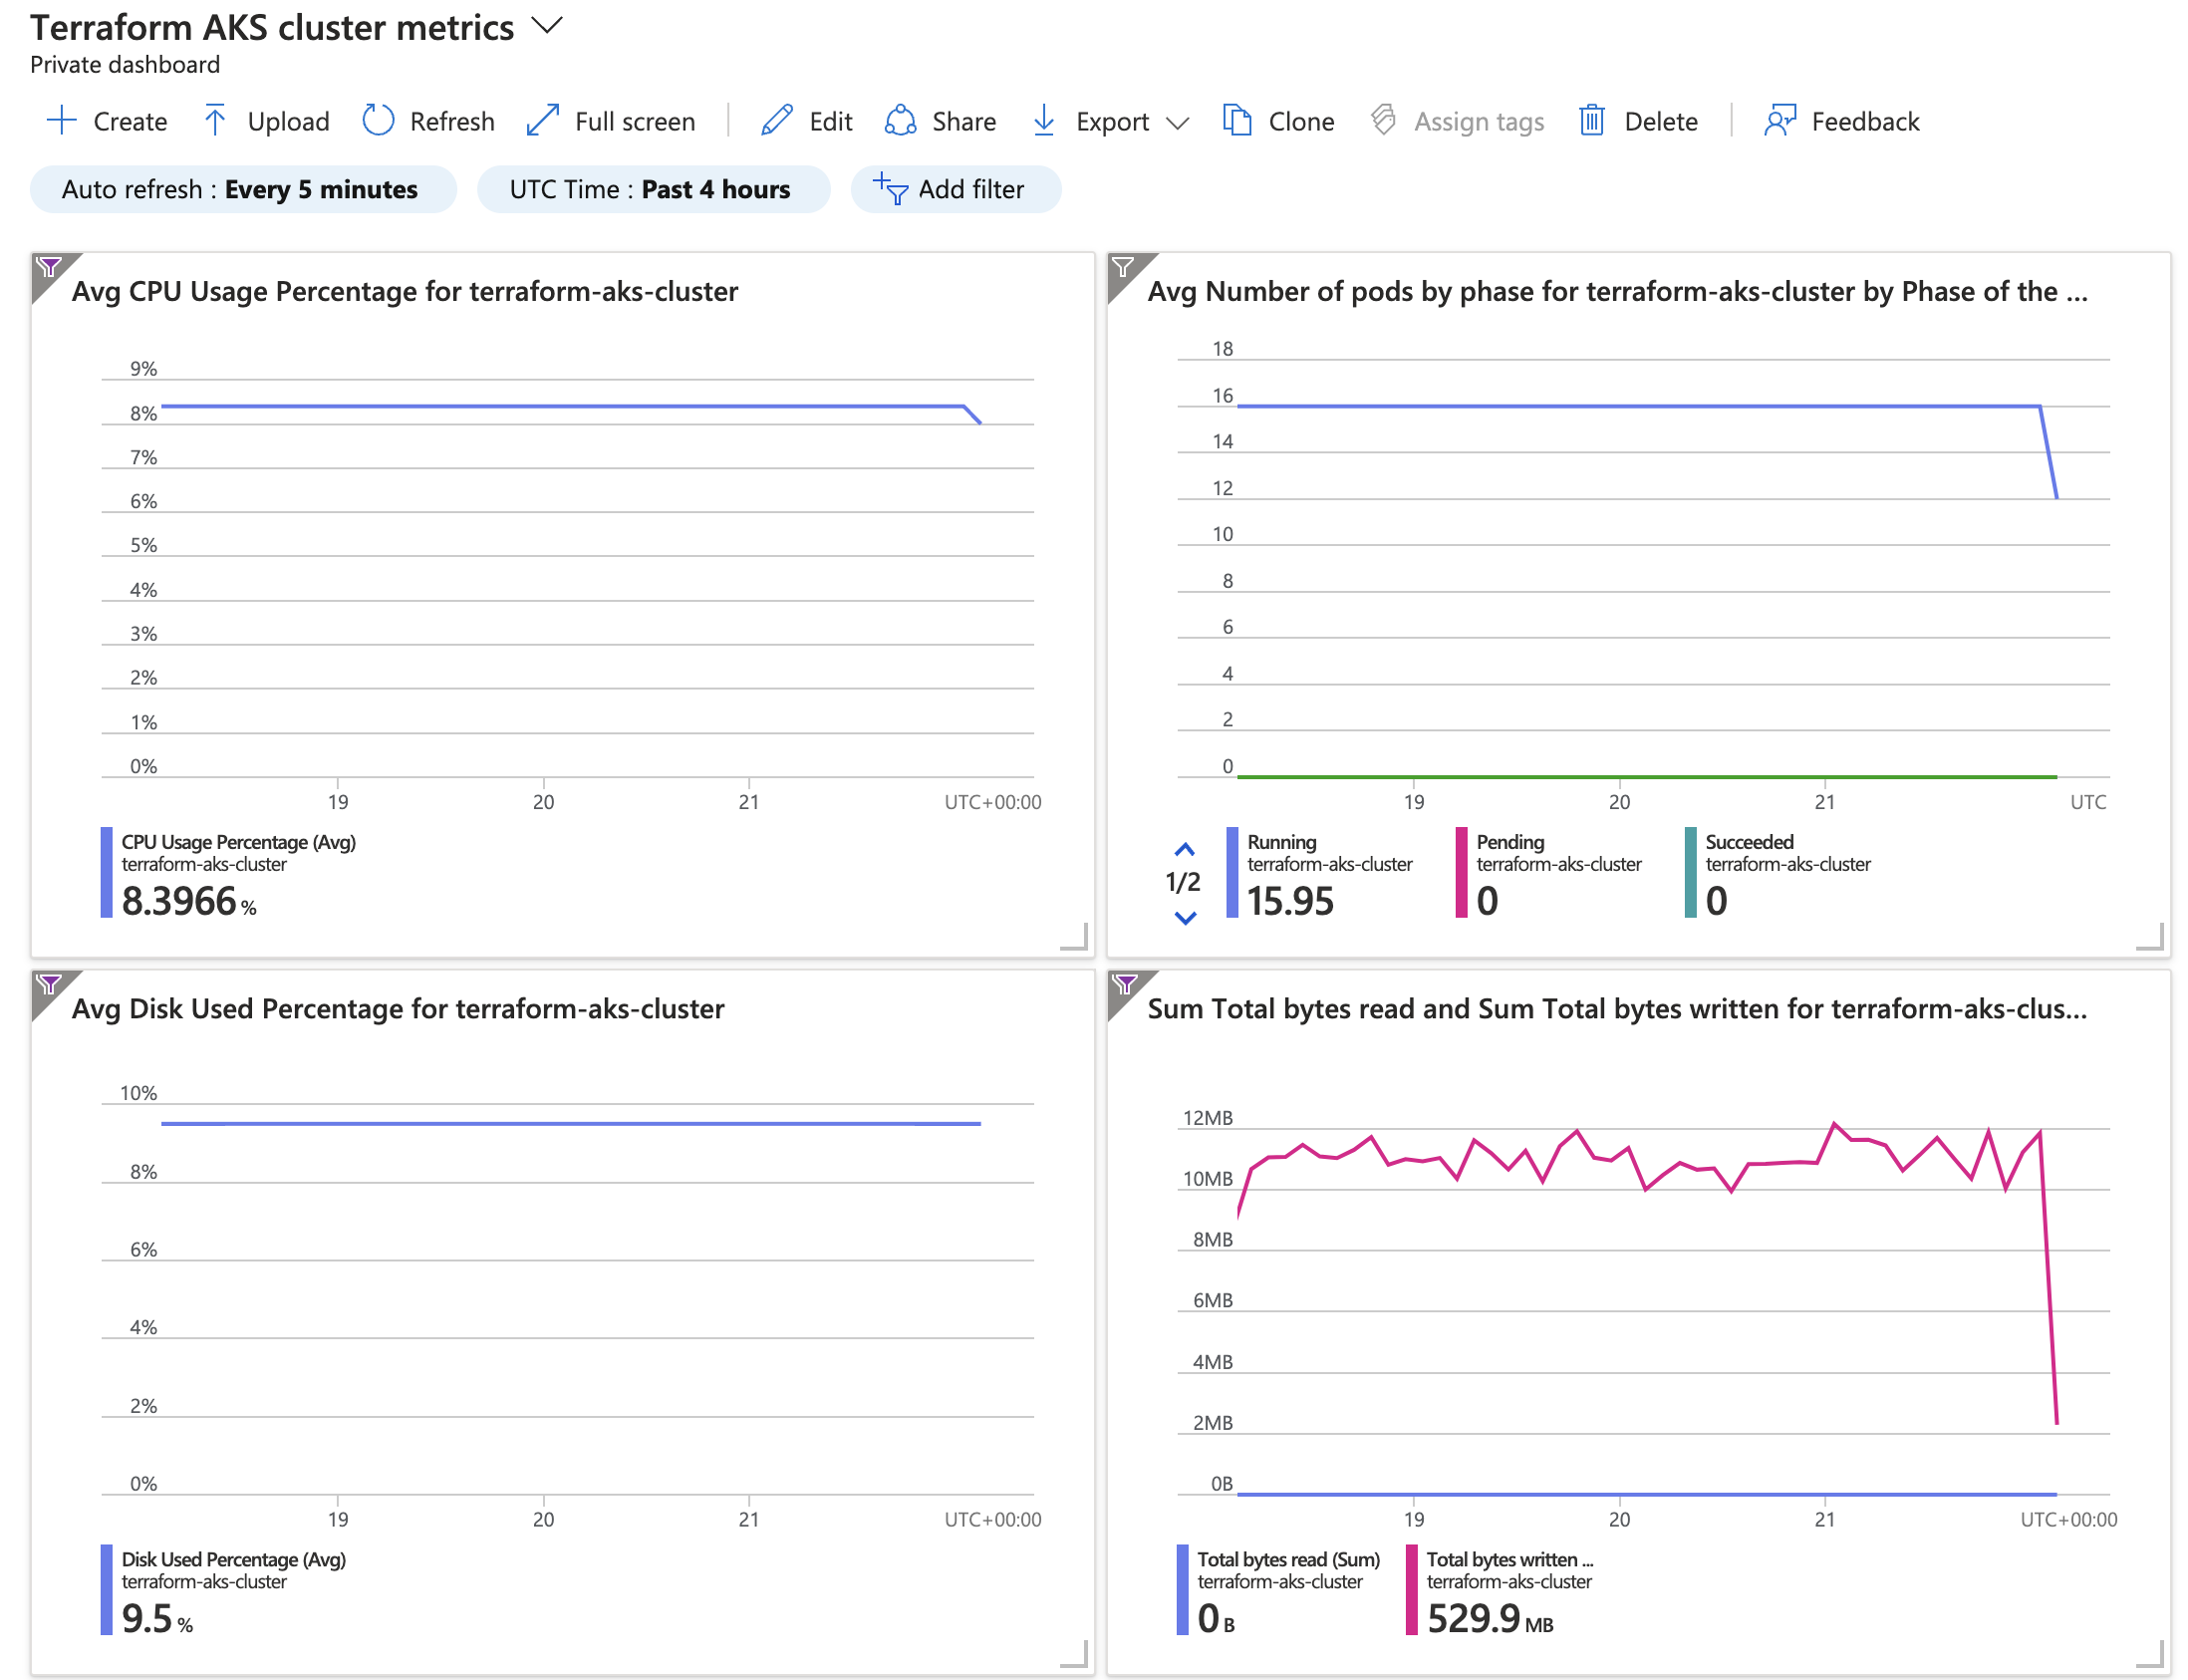 Terraform AKS cluster metrics
Private dashboard
Create Upload Refresh Full screen Edit Share Export Clone Assign tags Delete Feedback
Auto refresh : Every 5 minutes UTC Time : Past 4 hours Add filter
Avg CPU Usage Percentage for terraform-aks-cluster
9%
8%
7%
6%
5%
4%
3%
2%
1%
0%
19 20 21 UTC+00:00
CPU Usage Percentage (Avg)
terraform-aks-cluster
8.3966 %
Avg Number of pods by phase for terraform-aks-cluster by Phase of the ...
18
16
14
12
10
8
6
4
2
0
19 20 21 UTC
1/2
Running
terraform-aks-cluster
15.95
Pending
terraform-aks-cluster
0
Succeeded
terraform-aks-cluster
0
Avg Disk Used Percentage for terraform-aks-cluster
10%
8%
6%
4%
2%
0%
19 20 21 UTC+00:00
Disk Used Percentage (Avg)
terraform-aks-cluster
9.5 %
Sum Total bytes read and Sum Total bytes written for terraform-aks-clus...
12MB
10MB
8MB
6MB
4MB
2MB
0B
19 20 21 UTC+00:00
Total bytes read (Sum)
terraform-aks-cluster
0 B
Total bytes written ...
terraform-aks-cluster
529.9 MB